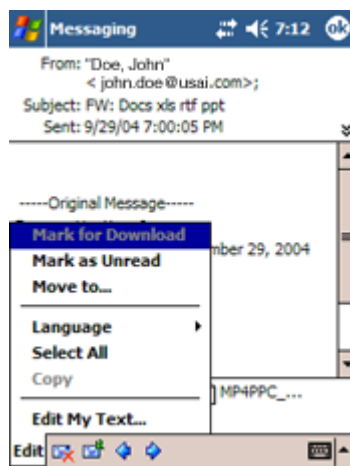 Messaging 7:12 ok
From: "Doe, John"
< john.doe@usai.com>;
Subject: FW: Docs xls rtf ppt
Sent: 9/29/04 7:00:05 PM
-----Original Message-----
Mark for Download
mber 29, 2004
Mark as Unread
Move to...
Language
Select All
Copy
MP4PPC_...
Edit My Text...
Edit